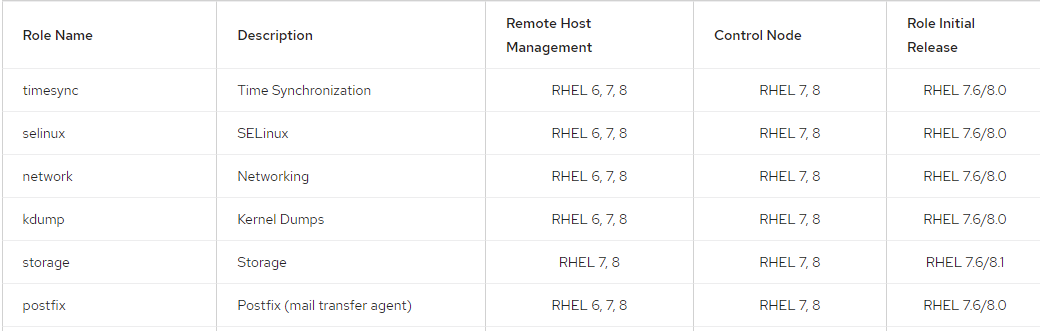 Role Name Description Remote Host Management Control Node Role Initial Release
timesync Time Synchronization RHEL 6, 7, 8 RHEL 7, 8 RHEL 7.6/8.0
selinux SELinux RHEL 6, 7, 8 RHEL 7, 8 RHEL 7.6/8.0
network Networking RHEL 6, 7, 8 RHEL 7, 8 RHEL 7.6/8.0
kdump Kernel Dumps RHEL 6, 7, 8 RHEL 7, 8 RHEL 7.6/8.0
storage Storage RHEL 7, 8 RHEL 7, 8 RHEL 7.6/8.1
postfix Postfix (mail transfer agent) RHEL 6, 7, 8 RHEL 7, 8 RHEL 7.6/8.0